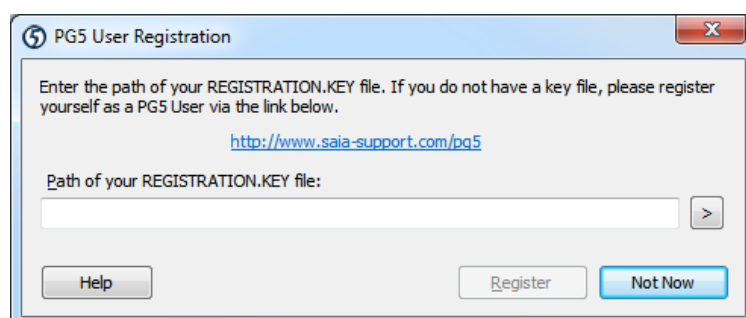 PG5 User Registration
Enter the path of your REGISTRATION.KEY file. If you do not have a key file, please register
yourself as a PG5 User via the link below.
http://www.saia-support.com/pg5
Path of your REGISTRATION.KEY file:
>
Help
Register
Not Now